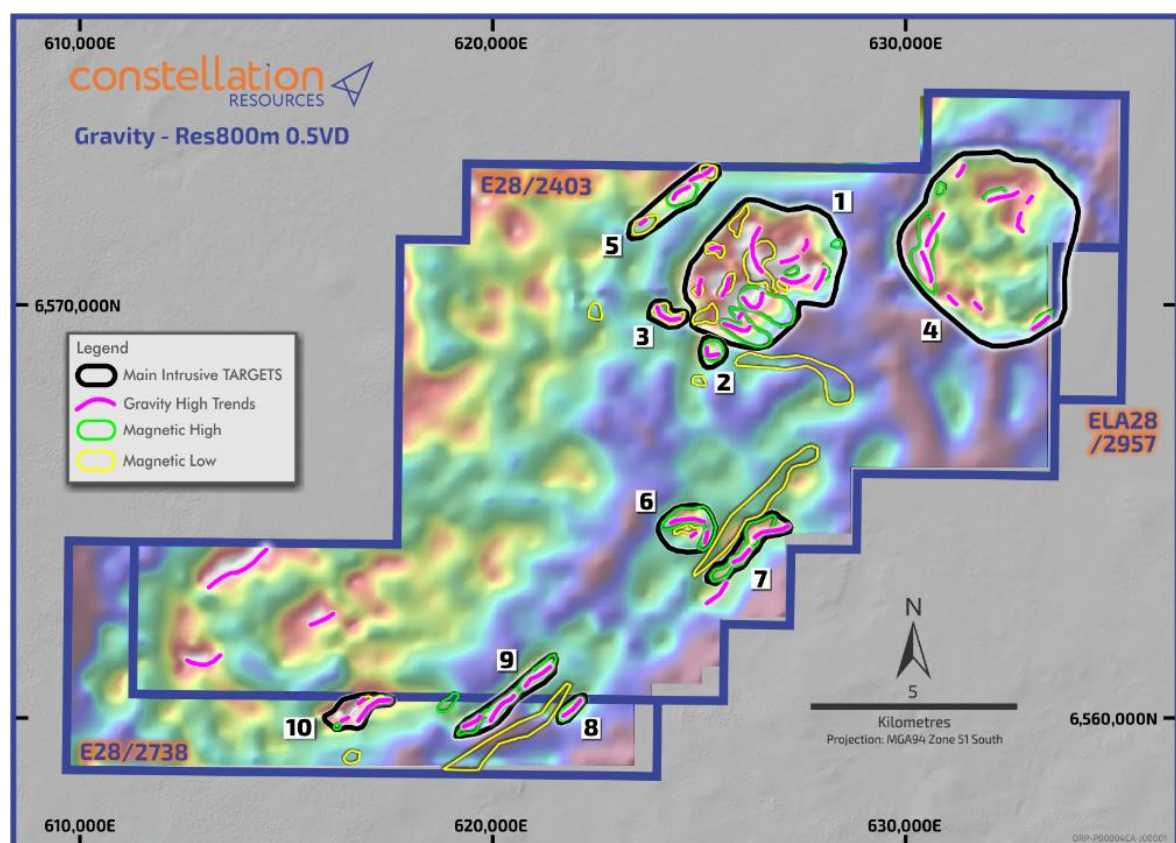 610,000E
620,000E
630,000E
constellation
RESOURCES
Gravity - Res800m 0.5VD
E28/2403
1
5
6,570,000N
3
4
2
Legend
Main Intrusive TARGETS
Gravity High Trends
Magnetic High
Magnetic Low
ELA28
/2957
6
7
N
9
5
10
8
Kilometres
6,560,000N
Projection: MGA94 Zone 51 South
E28/2738
610,000E
620,000E
630,000E